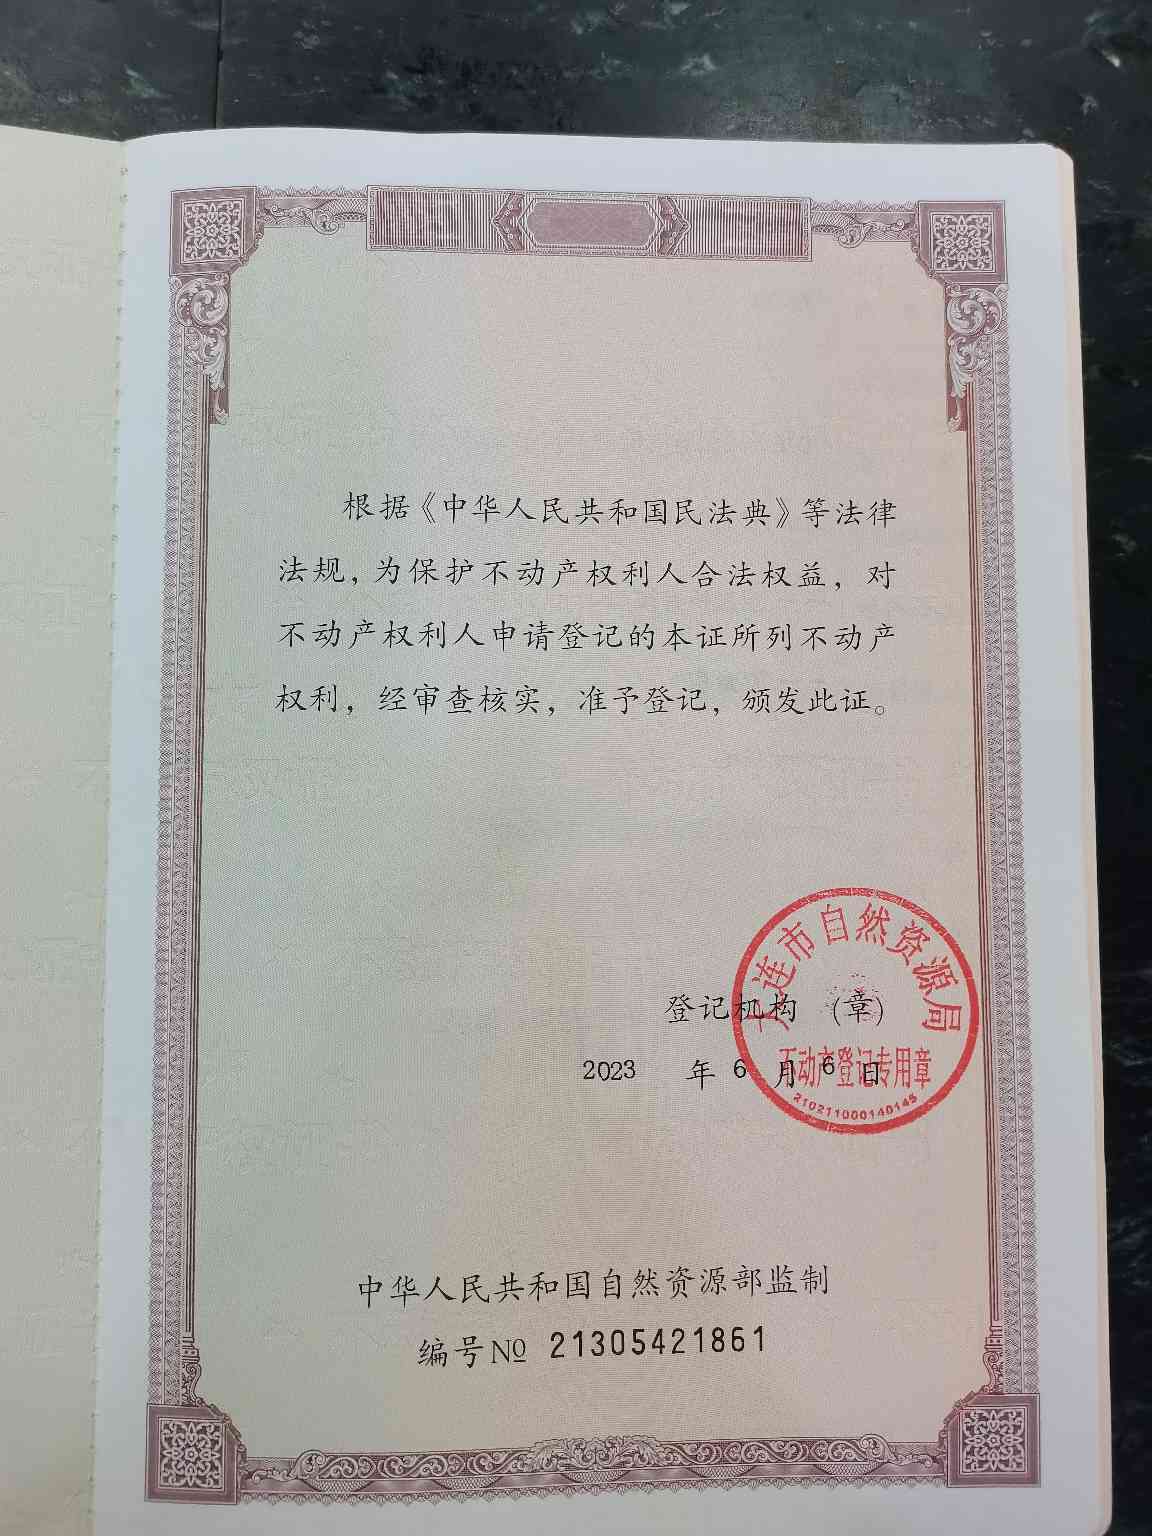 根据《中华人民共和国民法典》等法律
法规，为保护不动产权利人合法权益，对
不动产权利人申请登记的本证所列不动产
权利，经审查核实，准予登记，颁发此证。
大连市自然资源局
登记机构 （章）
不动产登记专用章
2023 年 6 月 6 日
210211000140145
中华人民共和国自然资源部监制
编号№ 21305421861